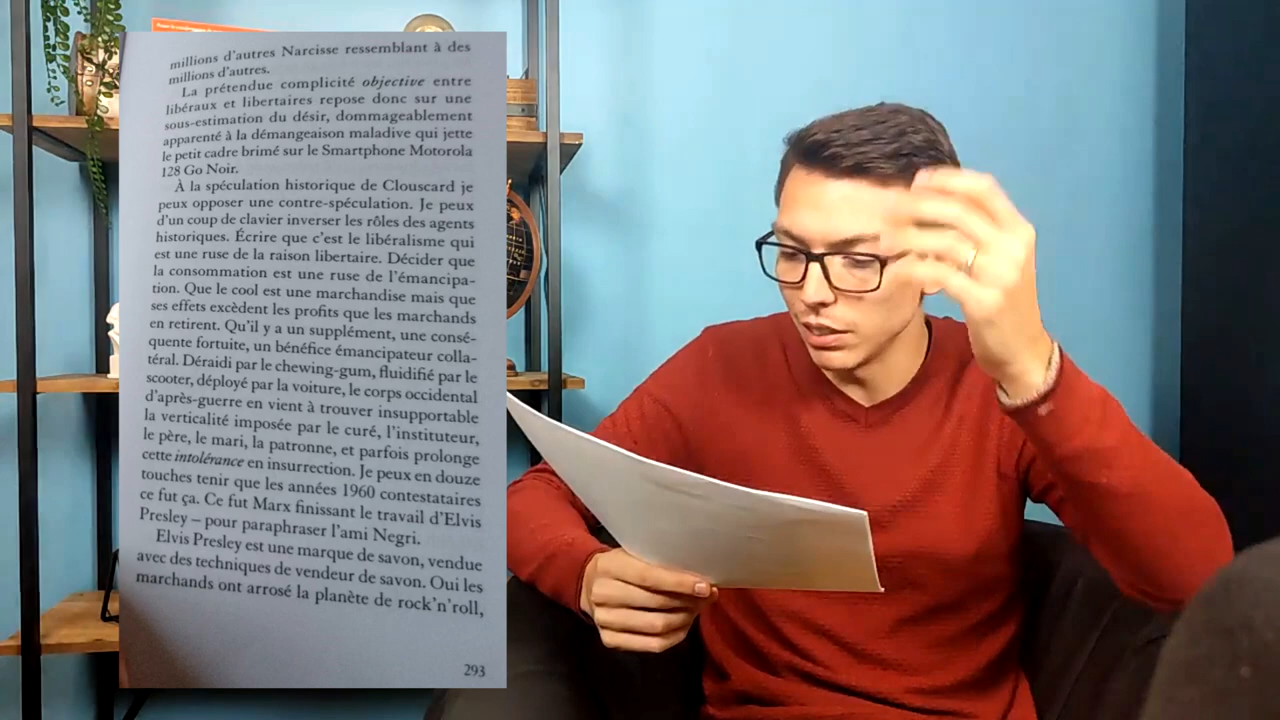 millions d'autres Narcisse ressemblant à des
millions d'autres.
La prétendue complicité objective entre
libéraux et libertaires repose donc sur une
sous-estimation du désir, dommageablement
apparenté à la démangeaison maladive qui jette
le petit cadre brimé sur le Smartphone Motorola
128 Go Noir.
À la spéculation historique de Clouscard je
peux opposer une contre-spéculation. Je peux
d'un coup de clavier inverser les rôles des agents
historiques. Écrire que c'est le libéralisme qui
est une ruse de la raison libertaire. Décider que
la consommation est une ruse de l'émancipa-
tion. Que le cool est une marchandise mais que
ses effets excèdent les profits que les marchands
en retirent. Qu'il y a un supplément, une consé-
quente fortuite, un bénéfice émancipateur colla-
téral. Déraidi par le chewing-gum, fluidifié par le
scooter, déployé par la voiture, le corps occidental
d'après-guerre en vient à trouver insupportable
la verticalité imposée par le curé, l'instituteur,
le père, le mari, la patronne, et parfois prolonge
cette intolérance en insurrection. Je peux en douze
touches tenir que les années 1960 contestataires
ce fut ça. Ce fut Marx finissant le travail d'Elvis
Presley – pour paraphraser l'ami Negri.
Elvis Presley est une marque de savon, vendue
avec des techniques de vendeur de savon. Oui les
marchands ont arrosé la planète de rock'n'roll,
293